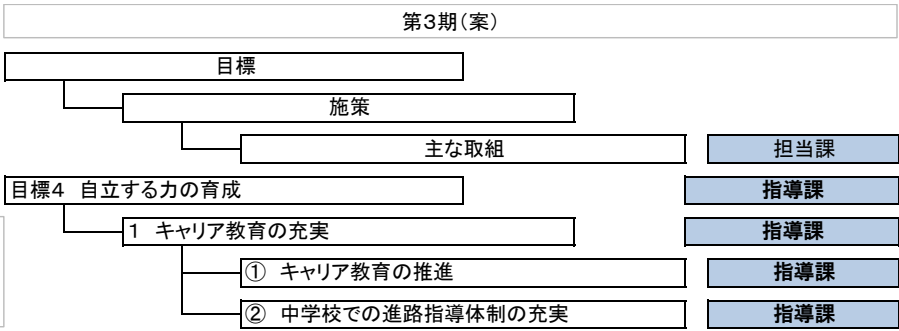 第３期（案）
目標
施策
主な取組 担当課
目標４ 自立する力の育成 指導課
１ キャリア教育の充実 指導課
① キャリア教育の推進 指導課
② 中学校での進路指導体制の充実 指導課